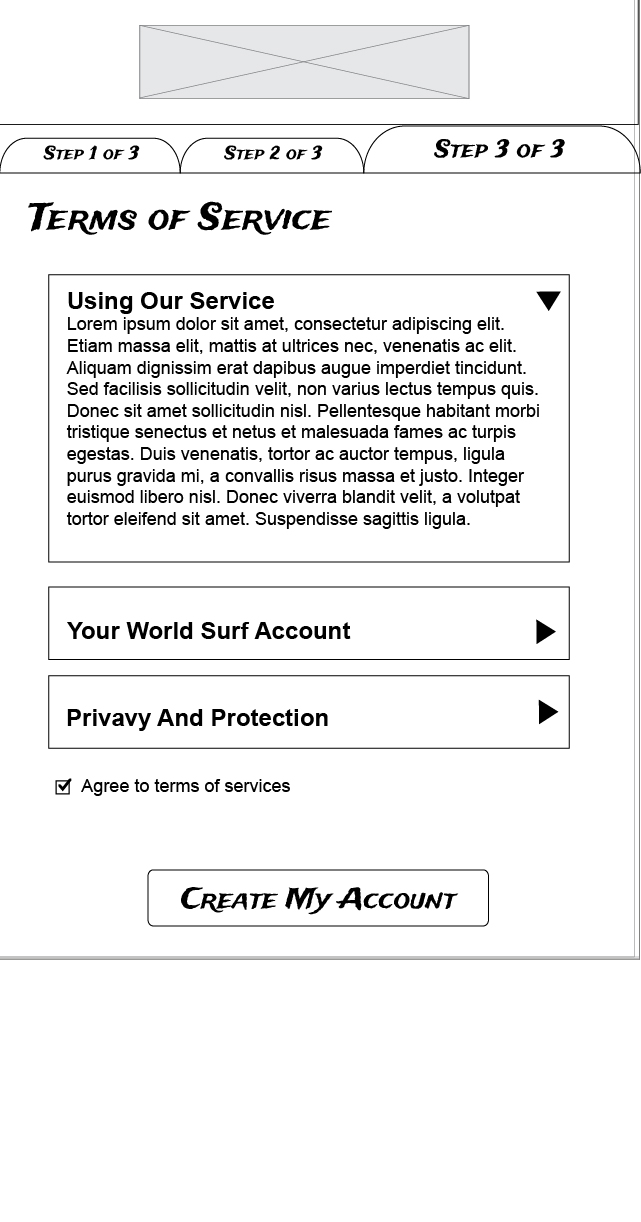 Step 1 of 3 Step 2 of 3 Step 3 of 3
Terms of Service
Using Our Service
Lorem ipsum dolor sit amet, consectetur adipiscing elit.
Etiam massa elit, mattis at ultrices nec, venenatis ac elit.
Aliquam dignissim erat dapibus augue imperdiet tincidunt.
Sed facilisis sollicitudin velit, non varius lectus tempus quis.
Donec sit amet sollicitudin nisl. Pellentesque habitant morbi
tristique senectus et netus et malesuada fames ac turpis
egestas. Duis venenatis, tortor ac auctor tempus, ligula
purus gravida mi, a convallis risus massa et justo. Integer
euismod libero nisl. Donec viverra blandit velit, a volutpat
tortor eleifend sit amet. Suspendisse sagittis ligula.
Your World Surf Account
Privavy And Protection
Agree to terms of services
Create My Account